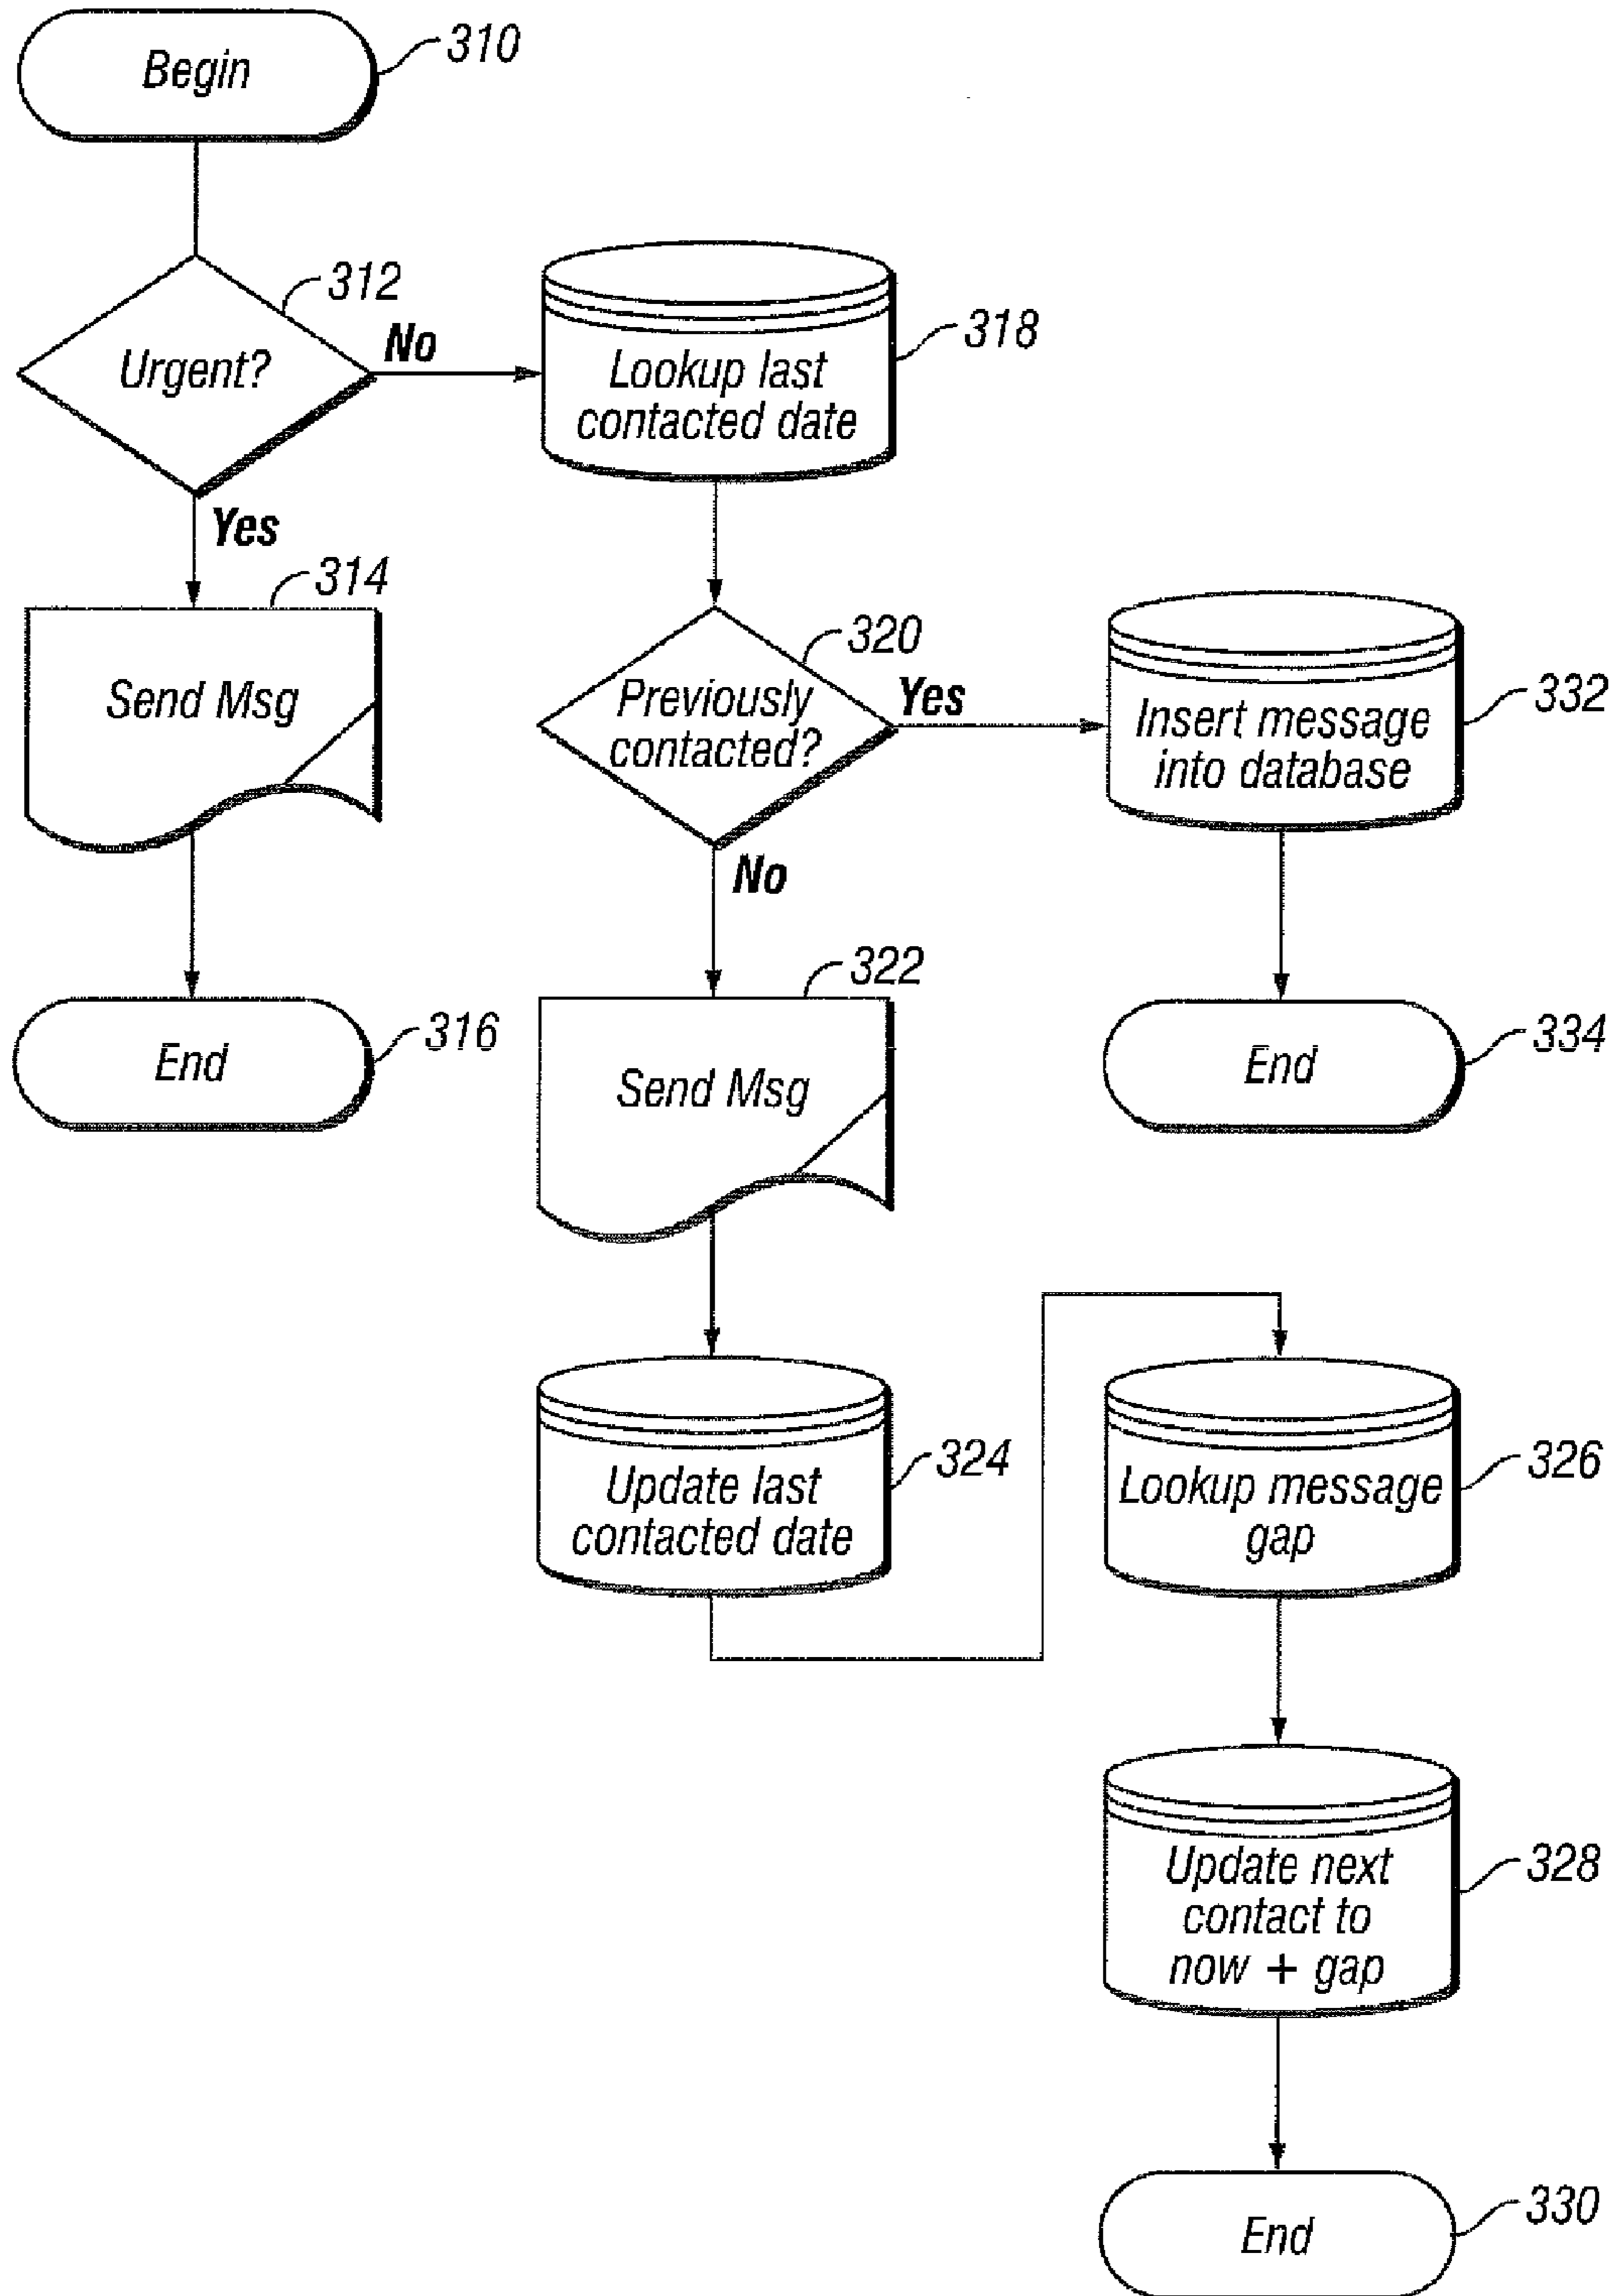 Begin
310
312
Urgent?
No
Yes
Lookup last
contacted date
318
314
Send Msg
320
Previously
contacted?
Yes
No
Insert message
into database
332
End
316
322
Send Msg
End
334
Update last
contacted date
324
Lookup message
gap
326
Update next
contact to
now + gap
328
End
330